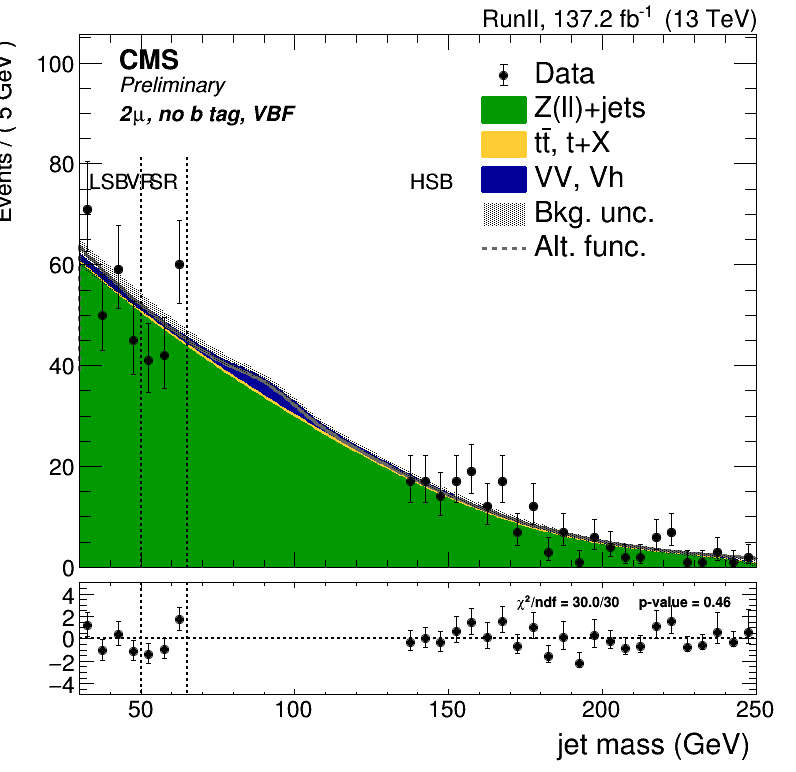 RunII, 137.2 fb⁻¹ (13 TeV)
CMS
Preliminary
2μ, no b tag, VBF
Data
Z(ll)+jets
tt̄, t+X
VV, Vh
Bkg. unc.
Alt. func.
LSB VR SR HSB
Events / ( 5 GeV )
100
80
60
40
20
0
χ²/ndf = 30.0/30 p-value = 0.46
4
2
0
−2
−4
50 100 150 200 250
jet mass (GeV)